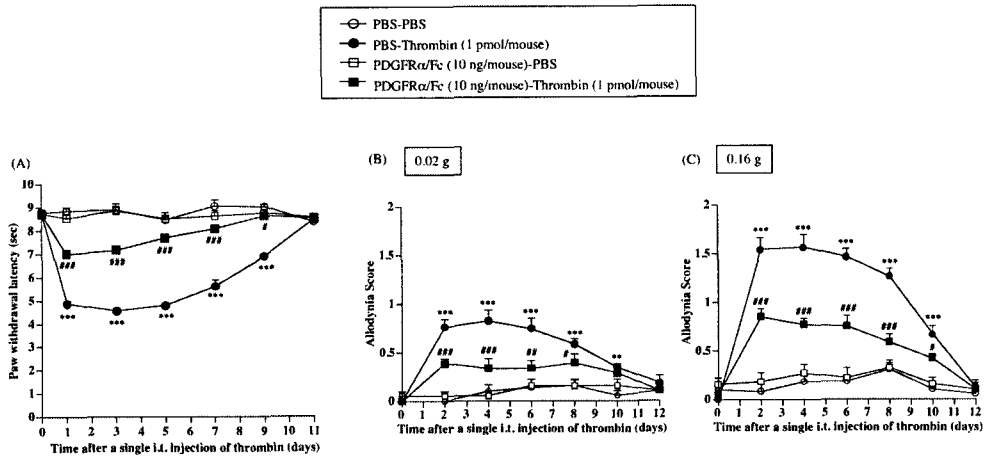 PBS-PBS
PBS-Thrombin (1 pmol/mouse)
PDGFRα/Fc (10 ng/mouse)-PBS
PDGFRα/Fc (10 ng/mouse)-Thrombin (1 pmol/mouse)
(A)
Paw withdrawal latency (sec)
10
9
8
7
6
5
4
3
2
1
0
### ### ### ### #
*** *** *** *** ***
0 1 2 3 4 5 6 7 8 9 10 11
Time after a single i.t. injection of thrombin (days)
(B) 0.02 g
Allodynia Score
2
1.5
1
0.5
0
*** *** *** *** **
### ### ## #
0 1 2 3 4 5 6 7 8 9 10 11 12
Time after a single i.t. injection of thrombin (days)
(C) 0.16 g
Allodynia Score
2
1.5
1
0.5
0
*** *** *** *** ***
### ### ### ### #
0 1 2 3 4 5 6 7 8 9 10 11 12
Time after a single i.t. injection of thrombin (days)